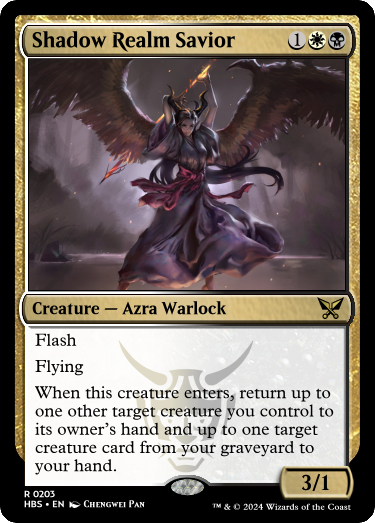 Shadow Realm Savior 1
Creature — Azra Warlock
Flash
Flying
When this creature enters, return up to
one other target creature you control to
its owner's hand and up to one target
creature card from your graveyard to
your hand.
3/1
R 0203
HBS • EN Chengwei Pan
™ & © 2024 Wizards of the Coast